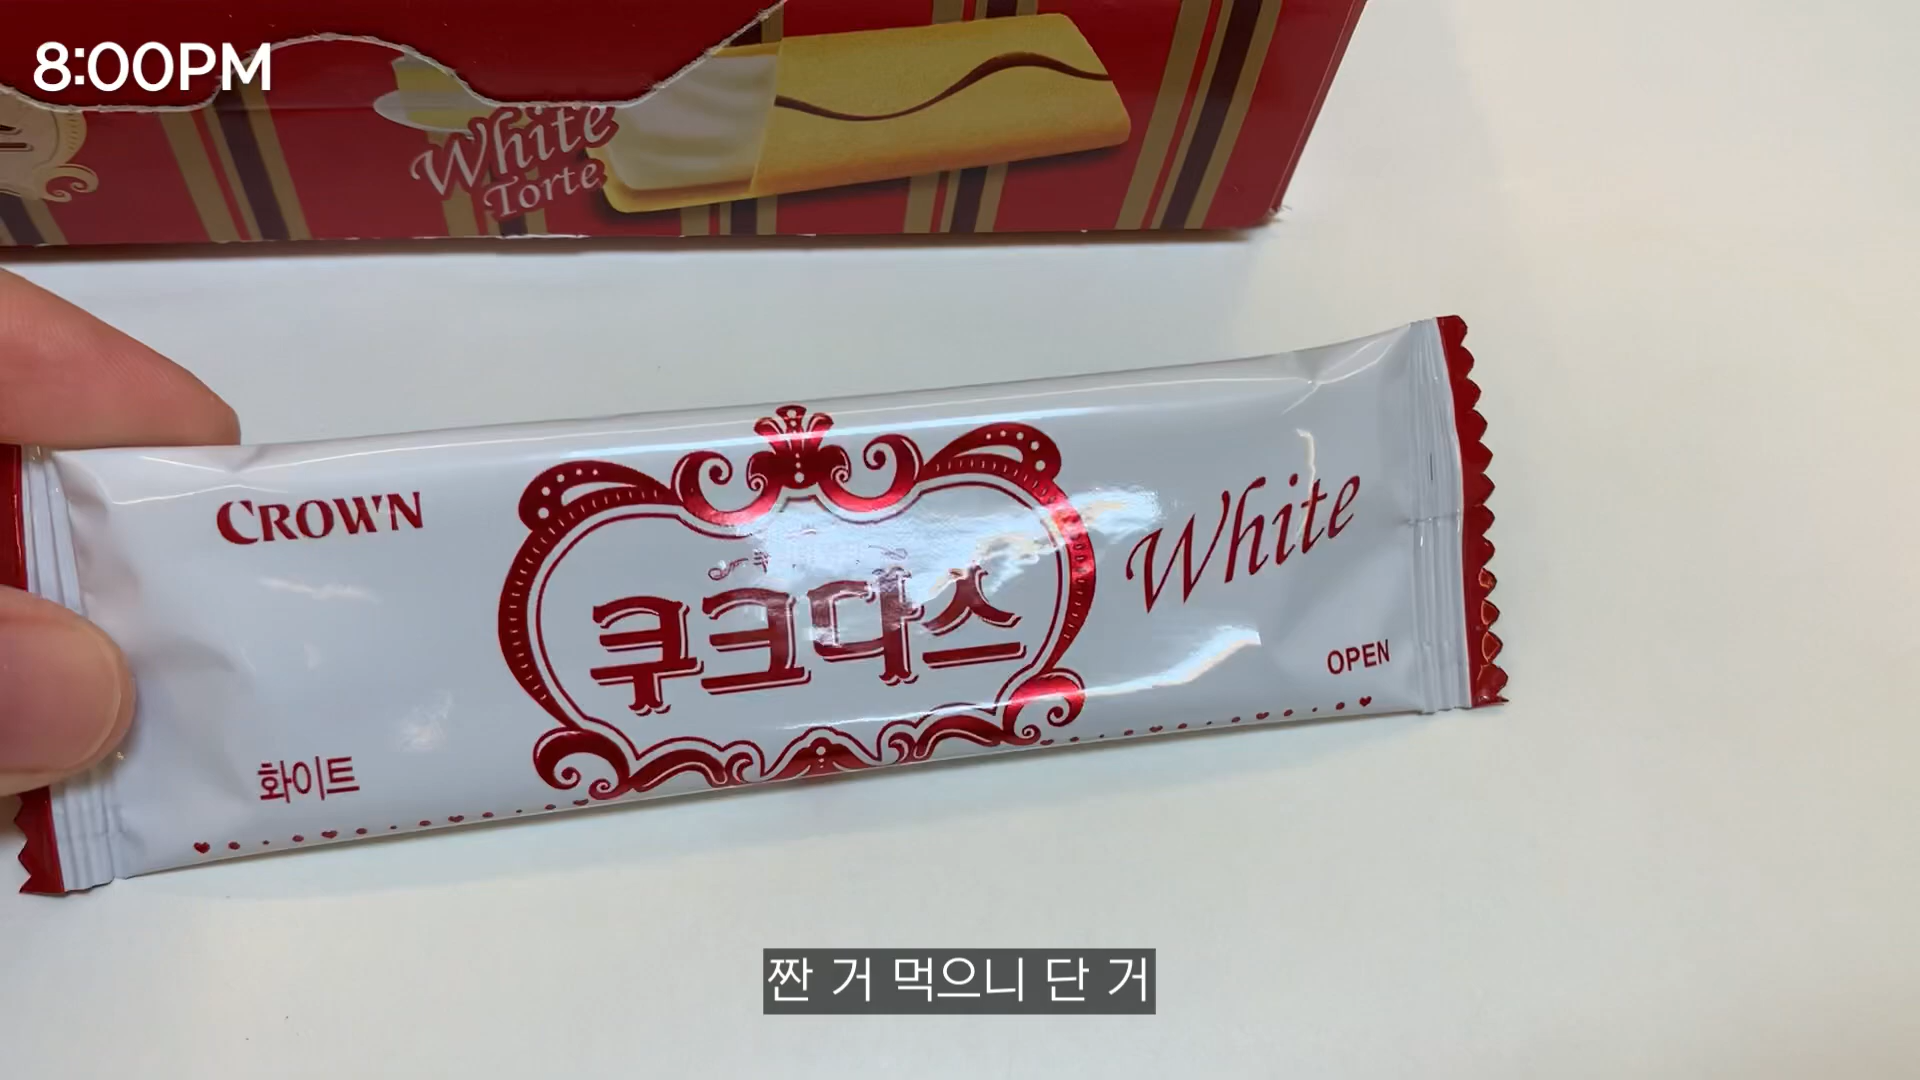 8:00PM
White
Torte
CROWN
쿠크다스
White
OPEN
화이트
짠 거 먹으니 단 거